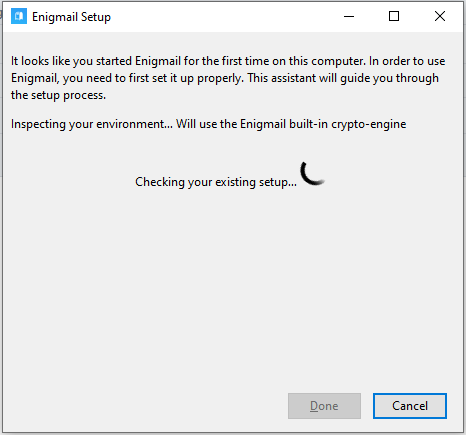 Enigmail Setup
It looks like you started Enigmail for the first time on this computer. In order to use
Enigmail, you need to first set it up properly. This assistant will guide you through
the setup process.
Inspecting your environment... Will use the Enigmail built-in crypto-engine
Checking your existing setup...
Done Cancel